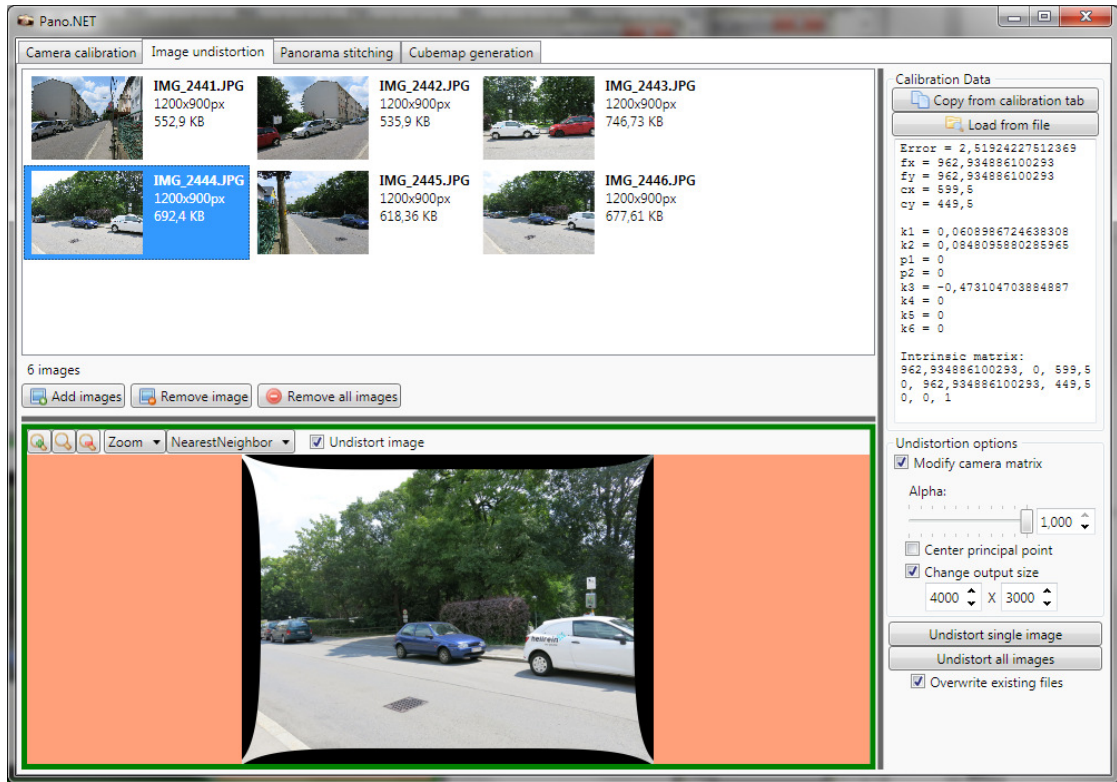 Pano.NET
Camera calibration Image undistortion Panorama stitching Cubemap generation
IMG_2441.JPG
1200x900px
552,9 KB
IMG_2442.JPG
1200x900px
535,9 KB
IMG_2443.JPG
1200x900px
746,73 KB
IMG_2444.JPG
1200x900px
692,4 KB
IMG_2445.JPG
1200x900px
618,36 KB
IMG_2446.JPG
1200x900px
677,61 KB
6 images
Add images Remove image Remove all images
Zoom NearestNeighbor Undistort image
heilrein
Calibration Data
Copy from calibration tab
Load from file
Error = 2,51924227512369
fx = 962,934886100293
fy = 962,934886100293
cx = 599,5
cy = 449,5
k1 = 0,0608986724638308
k2 = 0,0848095880285965
p1 = 0
p2 = 0
k3 = -0,473104703884887
k4 = 0
k5 = 0
k6 = 0
Intrinsic matrix:
962,934886100293, 0, 599,5
0, 962,934886100293, 449,5
0, 0, 1
Undistortion options
Modify camera matrix
Alpha:
1,000
Center principal point
Change output size
4000 X 3000
Undistort single image
Undistort all images
Overwrite existing files